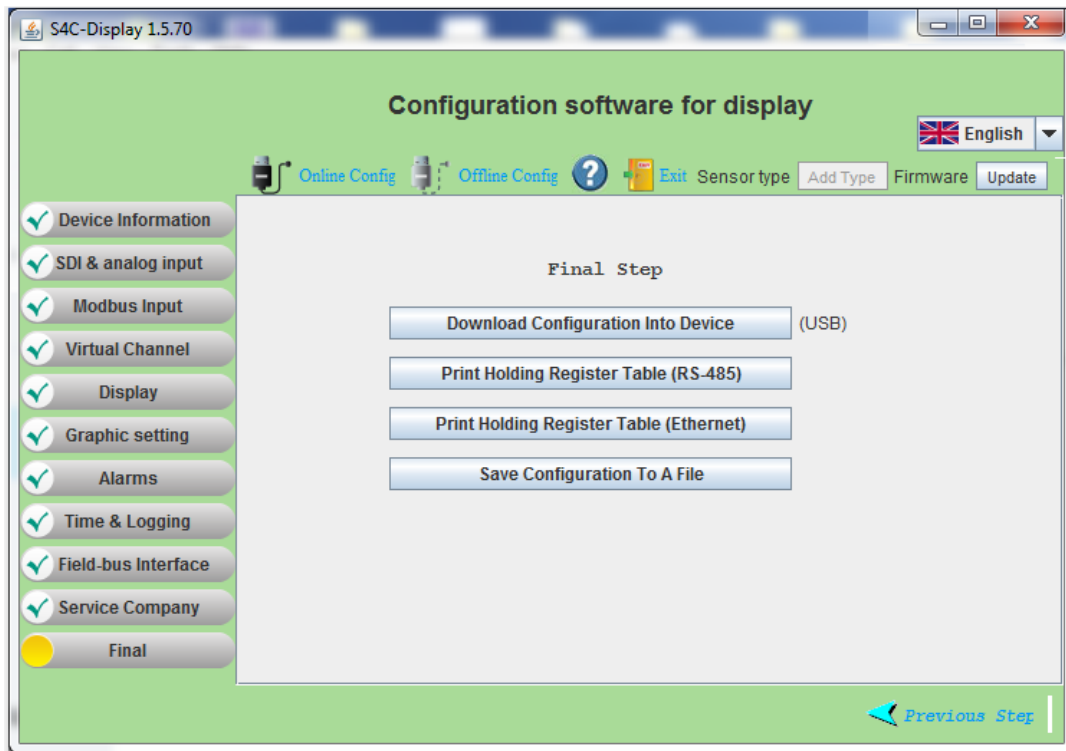 S4C-Display 1.5.70
Configuration software for display
English
Online Config Offline Config ? EXIT Exit Sensor type Add Type Firmware Update
Device Information
SDI & analog input
Modbus Input
Virtual Channel
Display
Graphic setting
Alarms
Time & Logging
Field-bus Interface
Service Company
Final
Final Step
Download Configuration Into Device (USB)
Print Holding Register Table (RS-485)
Print Holding Register Table (Ethernet)
Save Configuration To A File
Previous Step